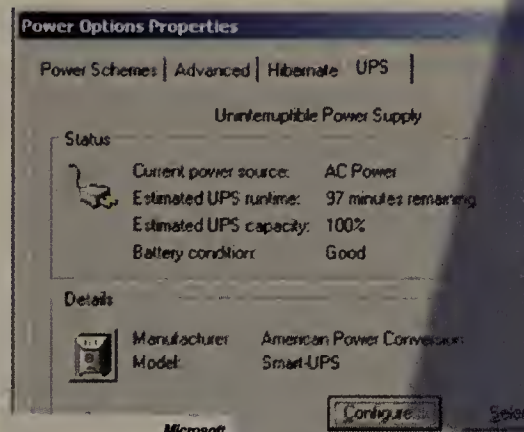 Power Options Properties
Power Schemes | Advanced | Hibernate UPS
Uninterruptible Power Supply
Status
Current power source: AC Power
Estimated UPS runtime: 97 minutes remaining
Estimated UPS capacity: 100%
Battery condition: Good
Details
Manufacturer American Power Conversion
Model: Smart-UPS
Configure...
Microsoft